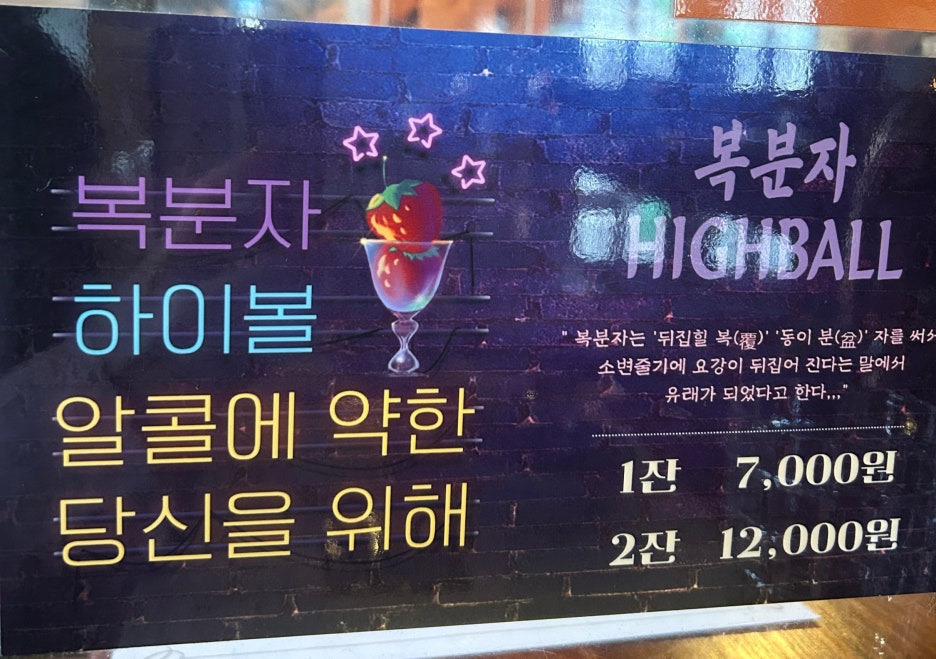 복분자
하이볼
알콜에 약한
당신을 위해
복분자
HIGHBALL
" 복분자는 '뒤집힐 복(覆)' '동이 분(盆)' 자를 써서
소변줄기에 요강이 뒤집어 진다는 말에서
유래가 되었다고 한다,,,"
1잔 7,000원
2잔 12,000원